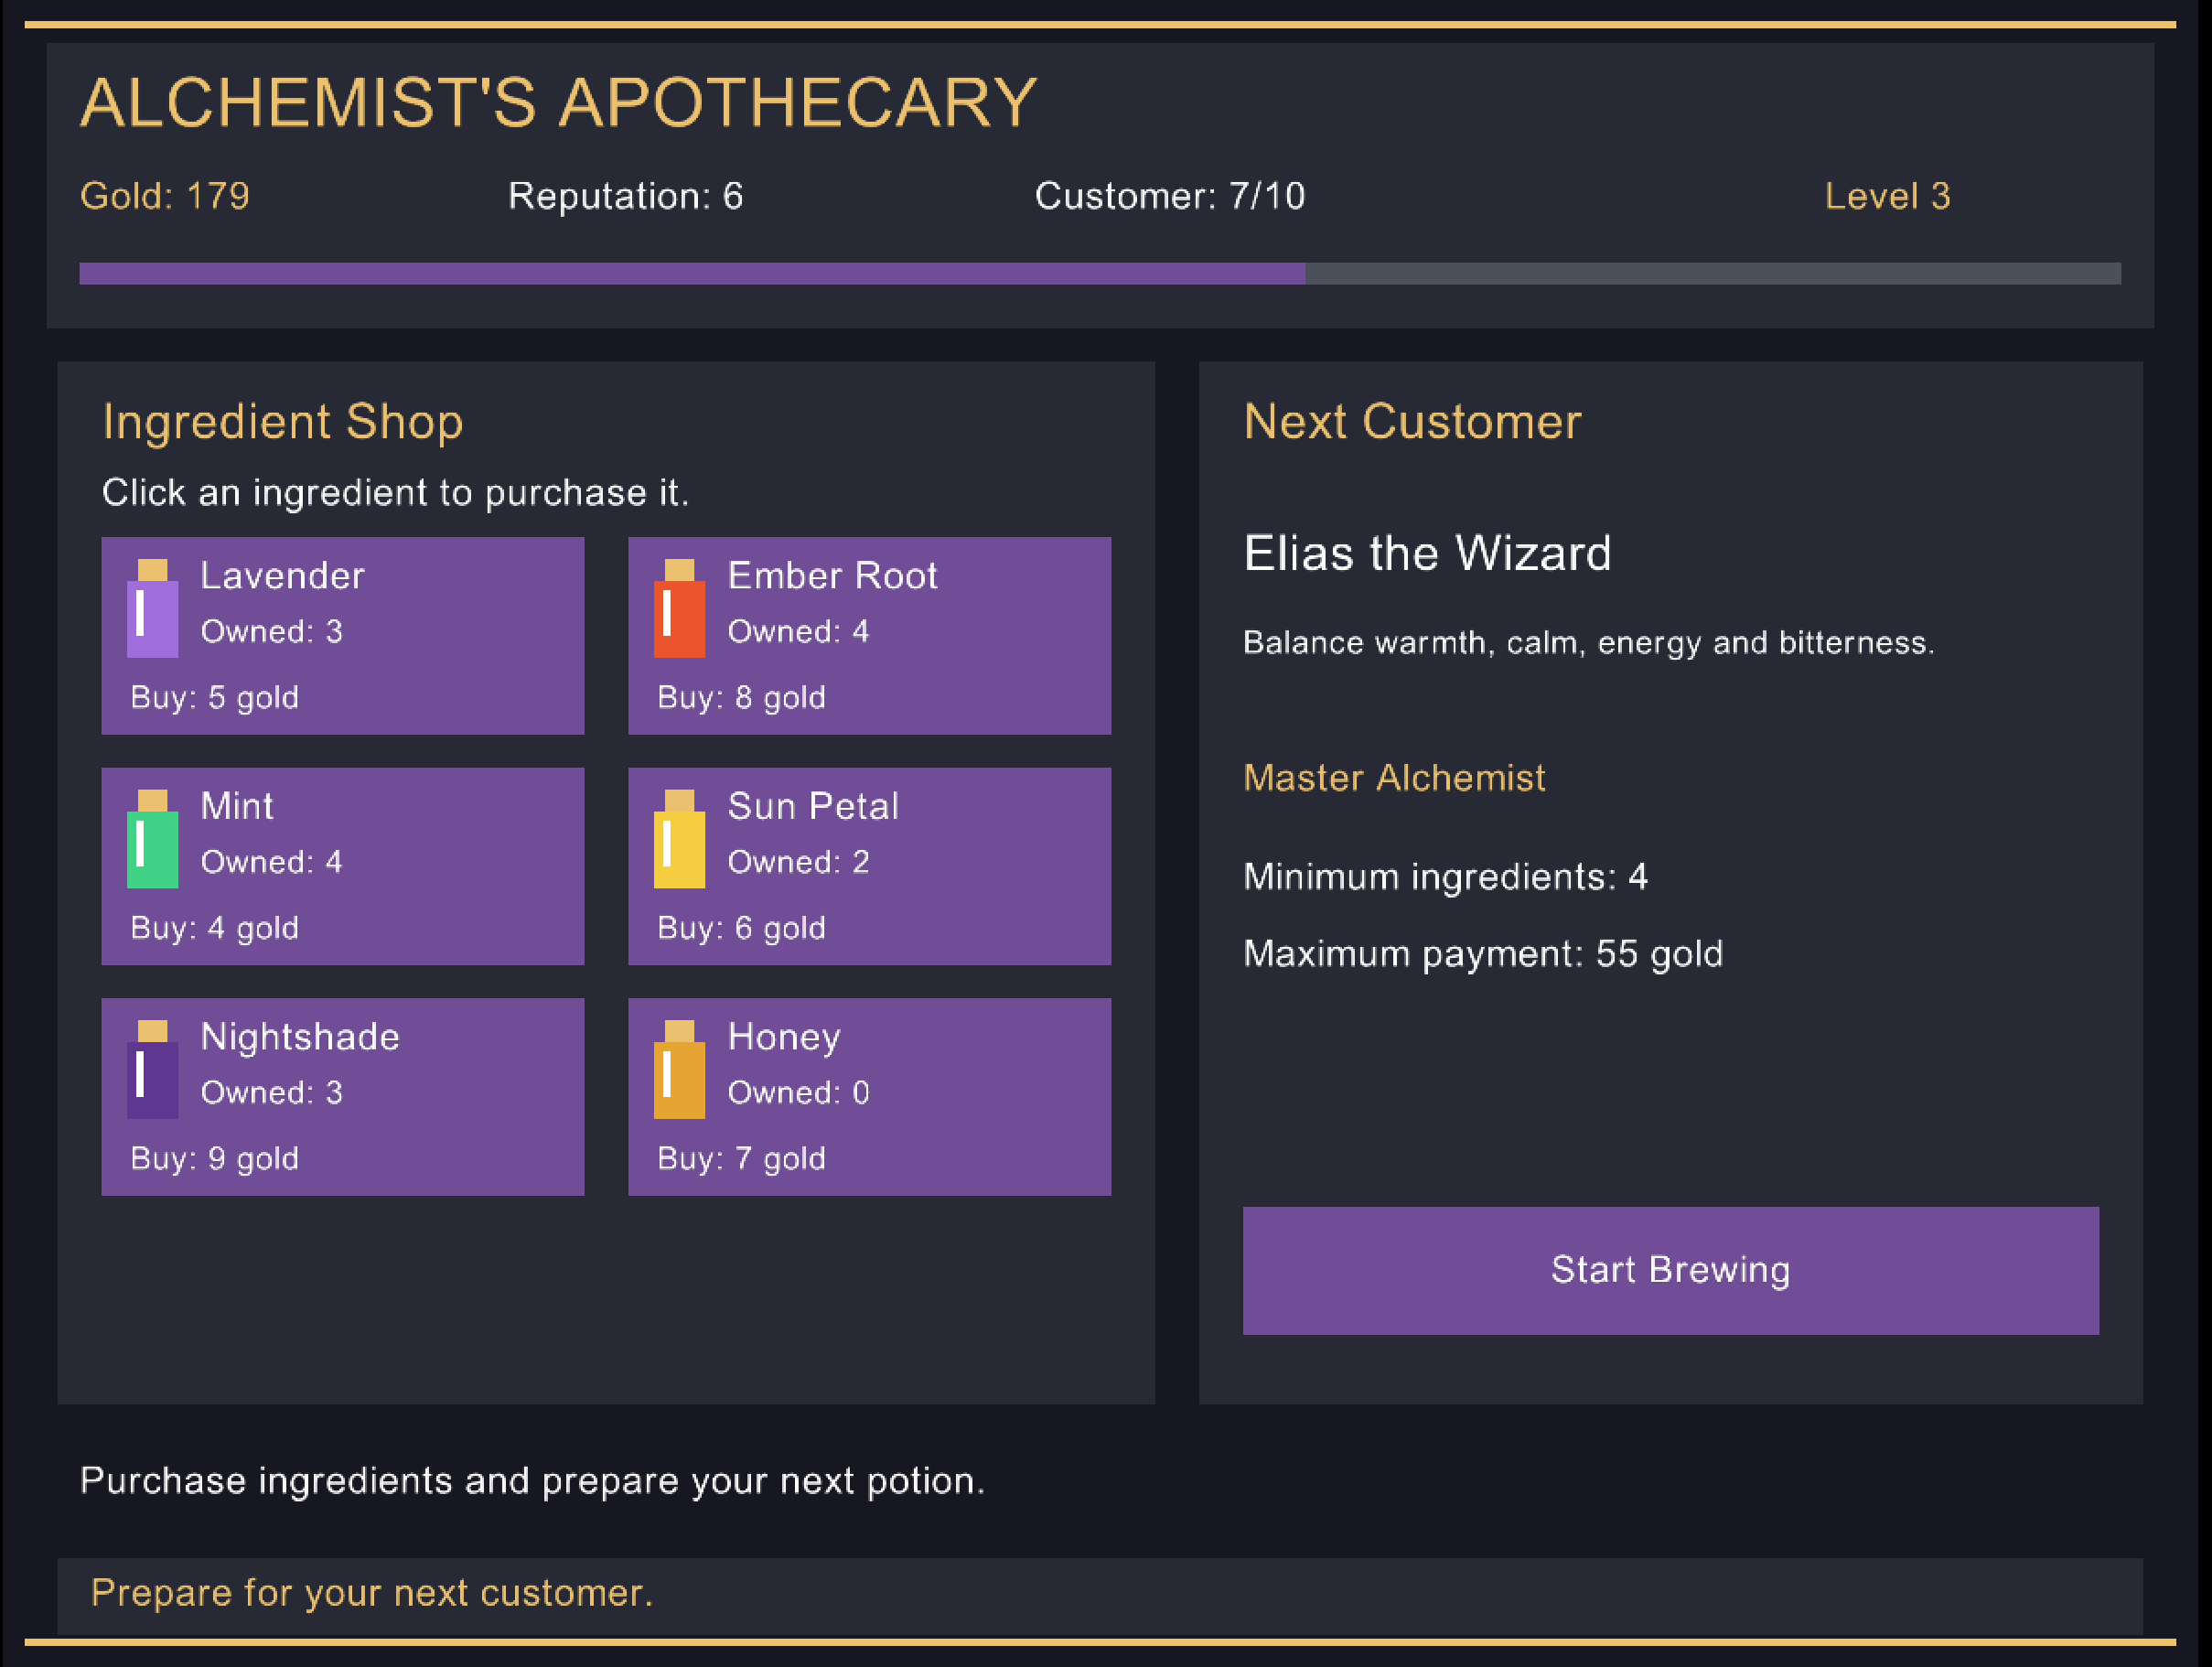 ALCHEMIST'S APOTHECARY
Gold: 179
Reputation: 6
Customer: 7/10
Level 3
Ingredient Shop
Click an ingredient to purchase it.
Lavender
Owned: 3
Buy: 5 gold
Ember Root
Owned: 4
Buy: 8 gold
Mint
Owned: 4
Buy: 4 gold
Sun Petal
Owned: 2
Buy: 6 gold
Nightshade
Owned: 3
Buy: 9 gold
Honey
Owned: 0
Buy: 7 gold
Next Customer
Elias the Wizard
Balance warmth, calm, energy and bitterness.
Master Alchemist
Minimum ingredients: 4
Maximum payment: 55 gold
Start Brewing
Purchase ingredients and prepare your next potion.
Prepare for your next customer.